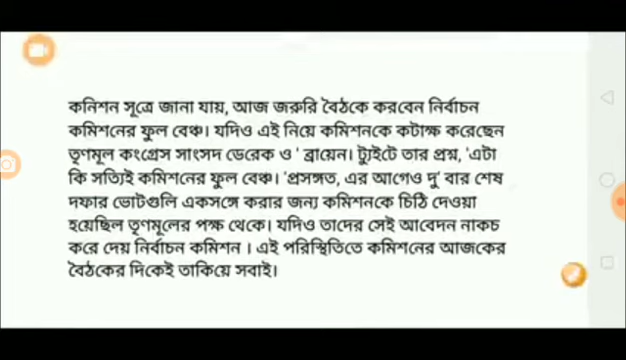 কনিশন সূত্রে জানা যায়, আজ জরুরি বৈঠকে করবেন নির্বাচন
কমিশনের ফুল বেঞ্চ। যদিও এই নিয়ে কমিশনকে কটাক্ষ করেছেন
তৃণমূল কংগ্রেস সাংসদ ডেরেক ও ' ব্রায়েন। ট্যুইটে তার প্রশ্ন, 'এটা
কি সত্যিই কমিশনের ফুল বেঞ্চ। 'প্রসঙ্গত, এর আগেও দু' বার শেষ
দফার ভোটগুলি একসঙ্গে করার জন্য কমিশনকে চিঠি দেওয়া
হয়েছিল তৃণমূলের পক্ষ থেকে। যদিও তাদের সেই আবেদন নাকচ
করে দেয় নির্বাচন কমিশন । এই পরিস্থিতিতে কমিশনের আজকের
বৈঠকের দিকেই তাকিয়ে সবাই।